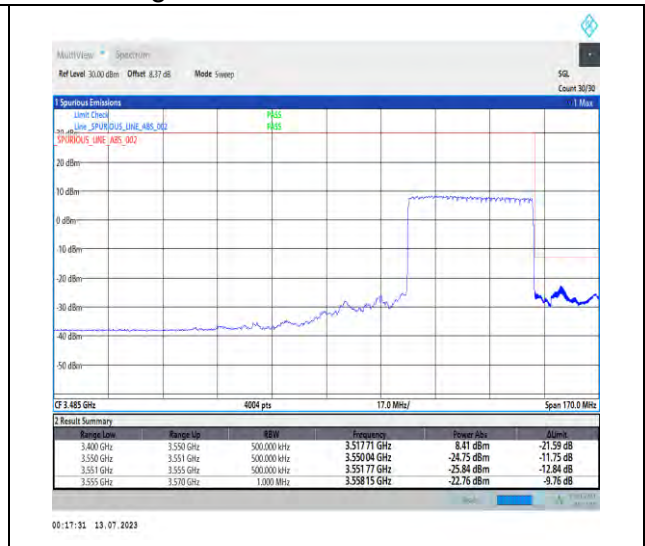 MultiView Spectrum
Ref Level 30.00 dBm Offset 8.37 dB Mode Sweep SGL
Count 30/30
1 Spurious Emissions 1 Max
Limit Check PASS
Line _SPURIOUS_LINE_ABS_002 PASS
SPURIOUS_LINE_ABS_002
20 dBm
10 dBm
0 dBm
-10 dBm
-20 dBm
-30 dBm
-40 dBm
-50 dBm
CF 3.485 GHz 4004 pts 17.0 MHz/ Span 170.0 MHz
2 Result Summary
Range Low Range Up RBW Frequency Power Abs ΔLimit
3.400 GHz 3.550 GHz 500.000 kHz 3.51771 GHz 8.41 dBm -21.59 dB
3.550 GHz 3.551 GHz 500.000 kHz 3.55004 GHz -24.75 dBm -11.75 dB
3.551 GHz 3.555 GHz 500.000 kHz 3.55177 GHz -25.84 dBm -12.84 dB
3.555 GHz 3.570 GHz 1.000 MHz 3.55815 GHz -22.76 dBm -9.76 dB
00:17:31 13.07.2023